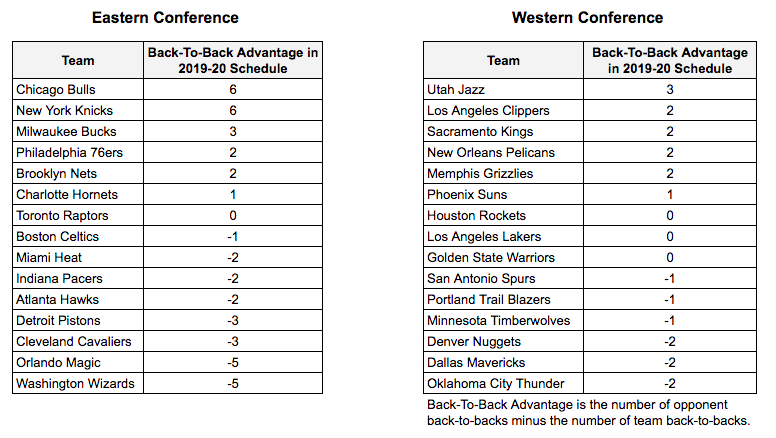 Eastern Conference
Team Back-To-Back Advantage in
2019-20 Schedule
Chicago Bulls 6
New York Knicks 6
Milwaukee Bucks 3
Philadelphia 76ers 2
Brooklyn Nets 2
Charlotte Hornets 1
Toronto Raptors 0
Boston Celtics -1
Miami Heat -2
Indiana Pacers -2
Atlanta Hawks -2
Detroit Pistons -3
Cleveland Cavaliers -3
Orlando Magic -5
Washington Wizards -5
Western Conference
Team Back-To-Back Advantage
in 2019-20 Schedule
Utah Jazz 3
Los Angeles Clippers 2
Sacramento Kings 2
New Orleans Pelicans 2
Memphis Grizzlies 2
Phoenix Suns 1
Houston Rockets 0
Los Angeles Lakers 0
Golden State Warriors 0
San Antonio Spurs -1
Portland Trail Blazers -1
Minnesota Timberwolves -1
Denver Nuggets -2
Dallas Mavericks -2
Oklahoma City Thunder -2
Back-To-Back Advantage is the number of opponent
back-to-backs minus the number of team back-to-backs.